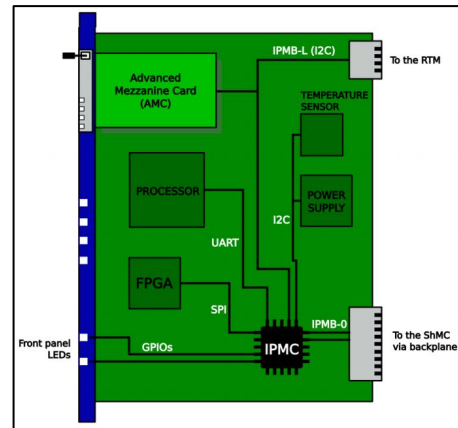 IPMB-L (I2C)
To the RTM
Advanced
Mezzanine Card
(AMC)
TEMPERATURE
SENSOR
PROCESSOR
POWER
SUPPLY
I2C
UART
FPGA
SPI
IPMB-0
Front panel
LEDs
GPIOs
IPMC
To the ShMC
via backplane